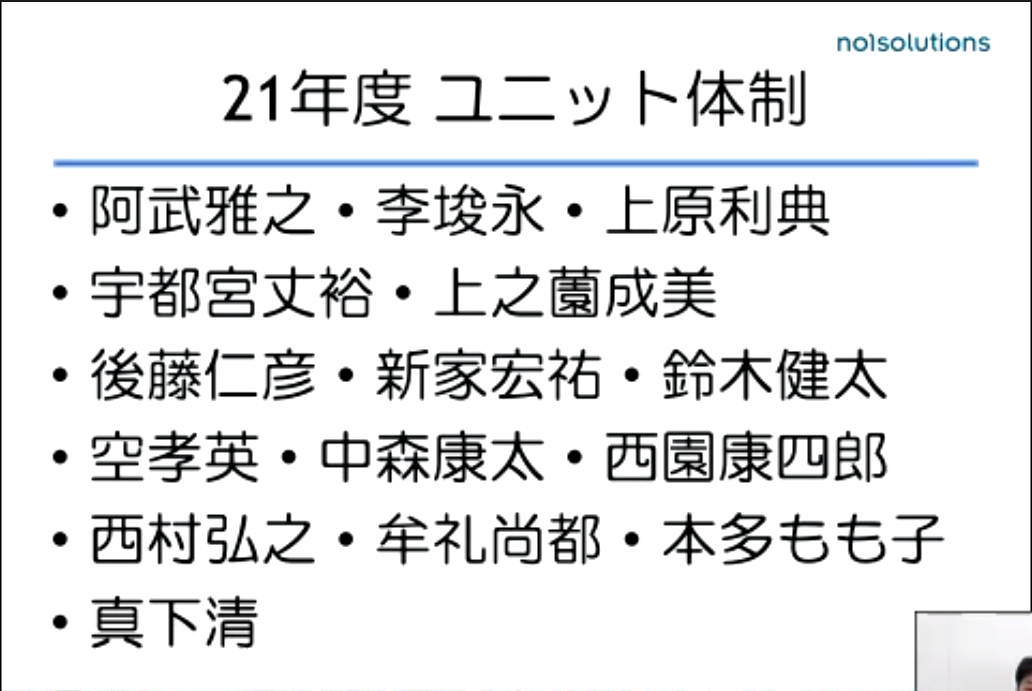 no1solutions
21年度 ユニット体制
• 阿武雅之・李埈永・上原利典
• 宇都宮丈裕・上之薗成美
• 後藤仁彦・新家宏祐・鈴木健太
• 空孝英・中森康太・西園康四郎
• 西村弘之・牟礼尚都・本多もも子
• 真下清